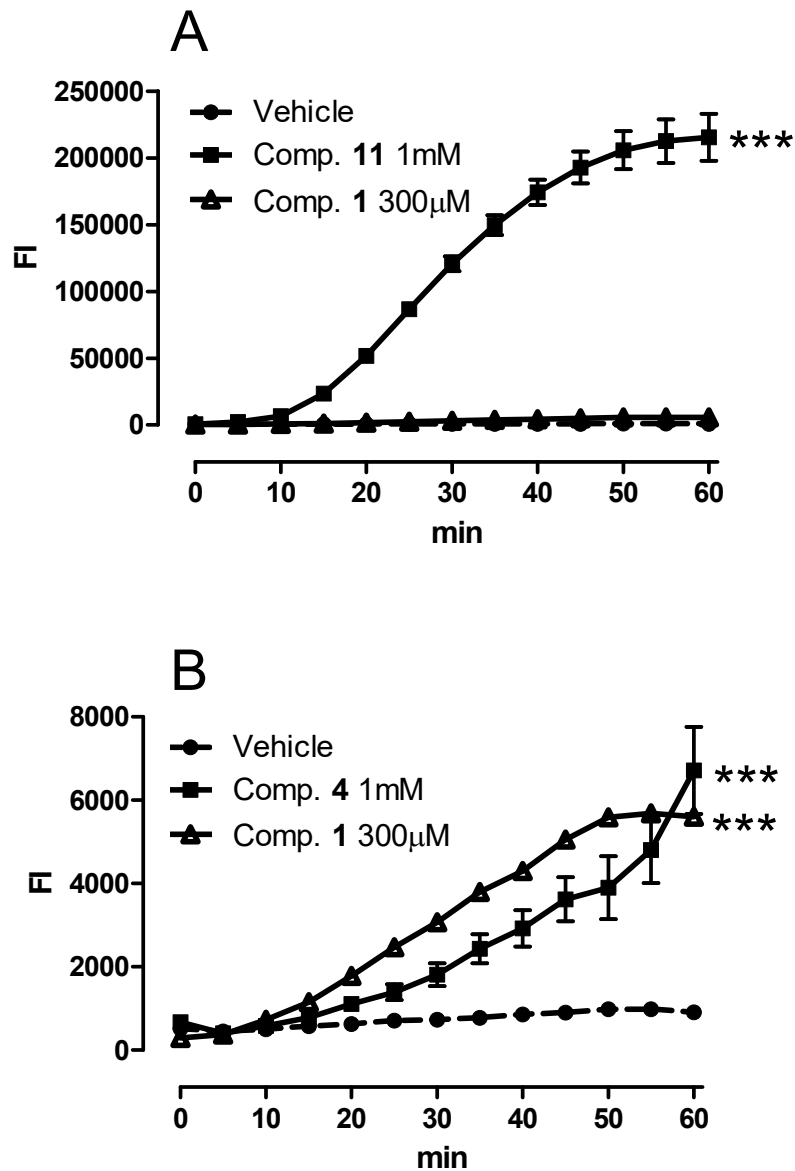 A
250000
200000
150000
100000
50000
0
FI
Vehicle
Comp. 11 1mM
Comp. 1 300μM
***
0 10 20 30 40 50 60
min
B
8000
6000
4000
2000
0
FI
Vehicle
Comp. 4 1mM
Comp. 1 300μM
***
***
0 10 20 30 40 50 60
min